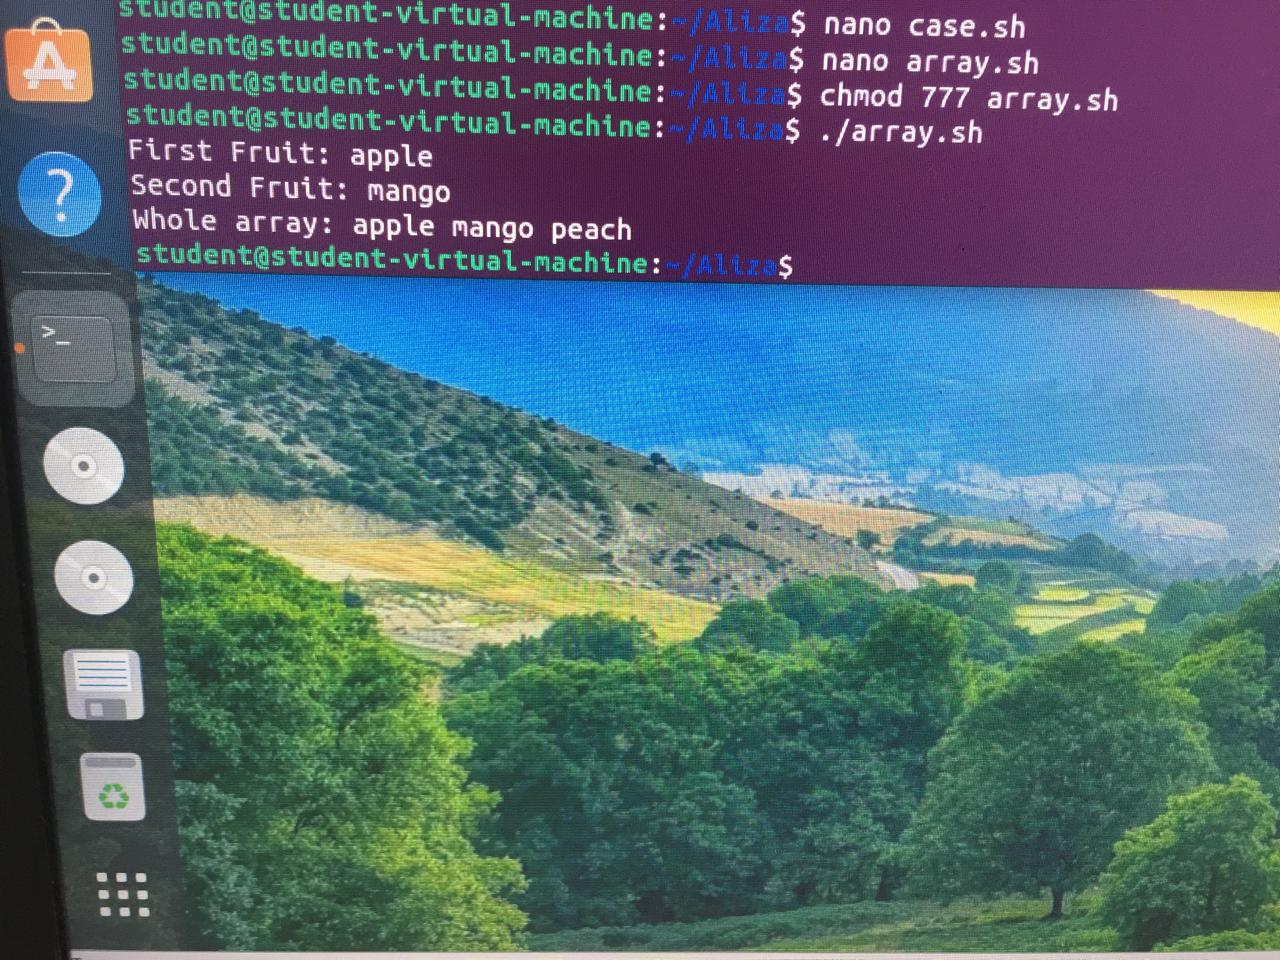 student@student-virtual-machine:~/Aliza$ nano case.sh
student@student-virtual-machine:~/Aliza$ nano array.sh
student@student-virtual-machine:~/Aliza$ chmod 777 array.sh
student@student-virtual-machine:~/Aliza$ ./array.sh
First Fruit: apple
Second Fruit: mango
Whole array: apple mango peach
student@student-virtual-machine:~/Aliza$
A
?
>_